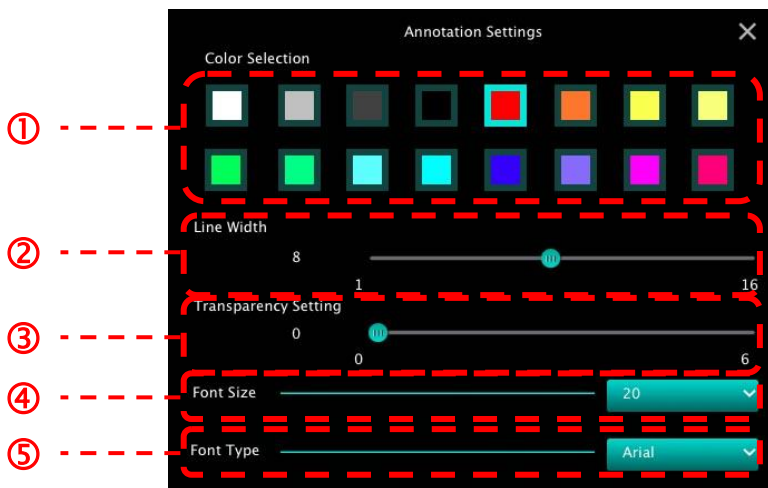 Annotation Settings
Color Selection
①
Line Width
②
8
1
16
Transparency Setting
③
0
0
6
④
Font Size
20
⑤
Font Type
Arial